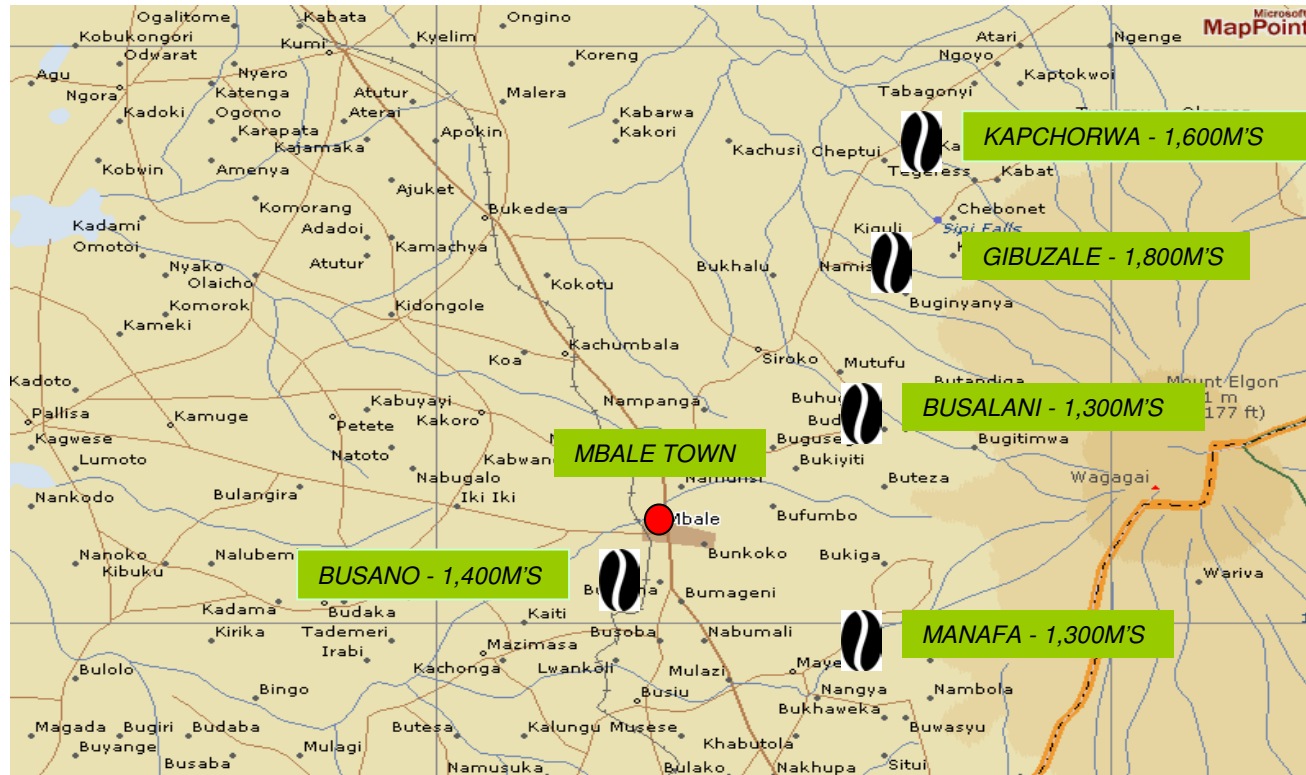 Ogalitome
Kabata
Ongino
Microsoft
MapPoint
Kobukongori
Kyelim
Atari
Ngenge
Odwarat
Kumi
Koreng
Ngoyo
Agu
Nyero
Kaptokwoi
Ngora
Katenga
Atutur
Malera
Tabagonyi
Kadoki
Ogomo
Aterai
Kabarwa
Karapata
Apokin
Kakori
KAPCHORWA - 1,600M'S
Kajamaka
Kachusi
Cheptui
Kobwin
Amenya
Tegeress
Kabat
Ajuket
Komorang
Bukedea
Chebonet
Kadami
Adadoi
Kiguli
Sipi Falls
Omotoi
Kamachya
Atutur
GIBUZALE - 1,800M'S
Nyako
Bukhalu
Olaicho
Kokotu
Komorok
Kidongole
Buginyanya
Kameki
Kachumbala
Koa
Siroko
Mutufu
Kadoto
Butandiga
Mount Elgon
Kabuyayi
Nampanga
1 m
Pallisa
Kamuge
Petete
Kakoro
BUSALANI - 1,300M'S
177 ft)
Kagwese
Natoto
MBALE TOWN
Bugitimwa
Lumoto
Nabugalo
Bukiyiti
Nankodo
Bulangira
Iki Iki
Buteza
Wagagai
Mbale
Bufumbo
Nanoko
Bunkoko
Bukiga
Kibuku
BUSANO - 1,400M'S
Wariva
Kadama
Budaka
Kaiti
Bumageni
Kirika
Tademeri
Busoba
Nabumali
MANAFA - 1,300M'S
Irabi
Mazimasa
Bulolo
Kachonga
Lwankoli
Mulazi
Bingo
Busiu
Nangya
Nambola
Magada
Bugiri
Budaba
Butesa
Kalungu
Musese
Bukhaweka
Buwasyu
Buyange
Mulagi
Khabutola
Busaba
Namusuka
Bulako
Nakhupa
Situi